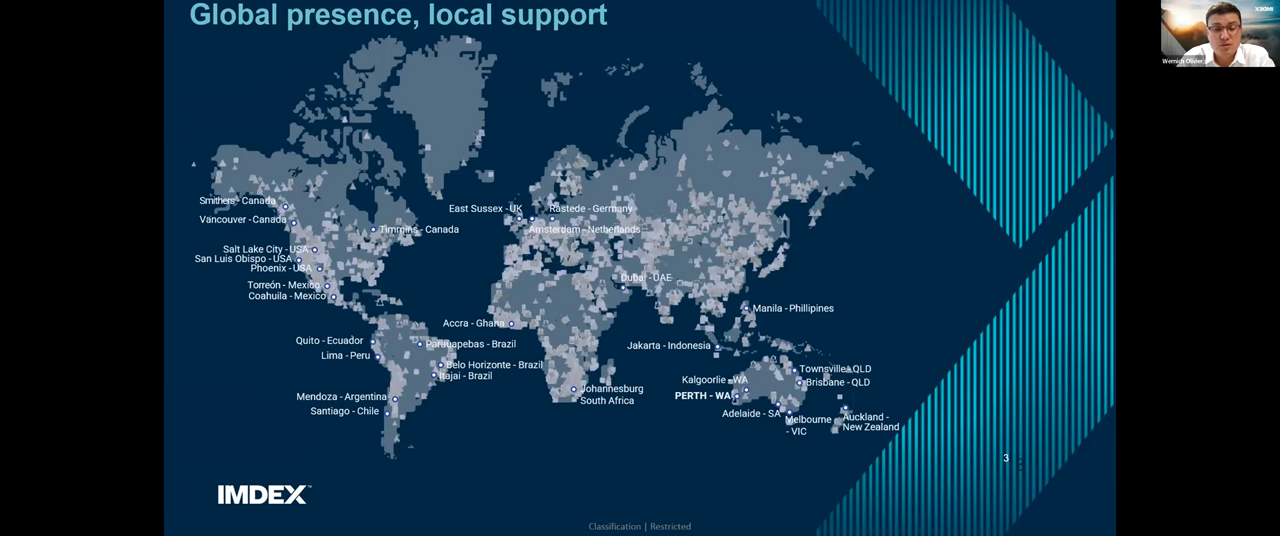 Global presence, local support
IMDEX
Wernich Olivier
Smithers - Canada
Vancouver - Canada
Timmins - Canada
East Sussex - UK
Rastede - Germany
Amsterdam - Netherlands
Salt Lake City - USA
San Luis Obispo - USA
Phoenix - USA
Torreón - Mexico
Coahuila - Mexico
Dubai - UAE
Manila - Phillipines
Accra - Ghana
Quito - Ecuador
Lima - Peru
Parauapebas - Brazil
Belo Horizonte - Brazil
Itajai - Brazil
Jakarta - Indonesia
Mendoza - Argentina
Santiago - Chile
Johannesburg
South Africa
Townsville - QLD
Brisbane - QLD
Kalgoorlie - WA
PERTH - WA
Adelaide - SA
Melbourne
- VIC
Auckland -
New Zealand
3
IMDEX™
Classification | Restricted